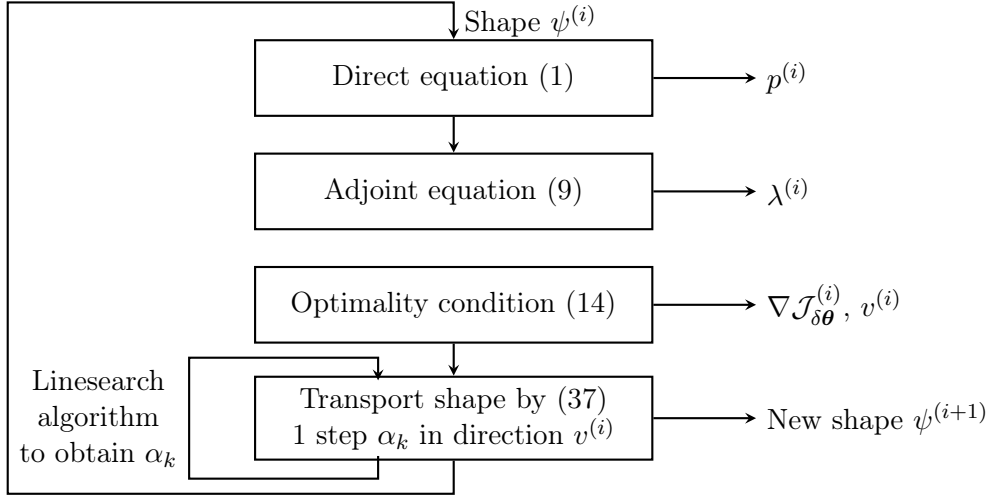 Shape ψ^{(i)}
Direct equation (1)
p^{(i)}
Adjoint equation (9)
λ^{(i)}
Optimality condition (14)
∇𝒥^{(i)}_{δ𝜽}, v^{(i)}
Linesearch
algorithm
to obtain α_k
Transport shape by (37)
1 step α_k in direction v^{(i)}
New shape ψ^{(i+1)}